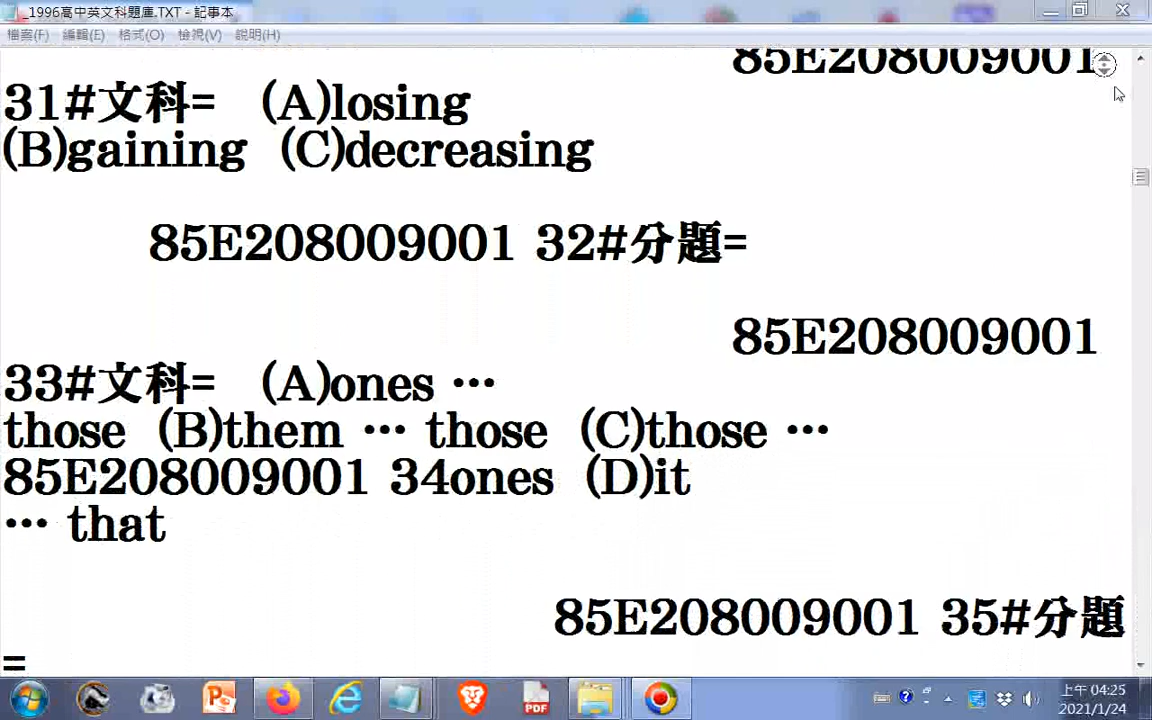 _1996高中英文科題庫.TXT - 記事本
檔案(F) 編輯(E) 格式(O) 檢視(V) 說明(H)
85E208009001
31#文科= (A)losing
(B)gaining (C)decreasing
85E208009001 32#分題=
85E208009001
33#文科= (A)ones …
those (B)them … those (C)those …
85E208009001 34ones (D)it
… that
85E208009001 35#分題
=
PDF
上午 04:25
2021/1/24